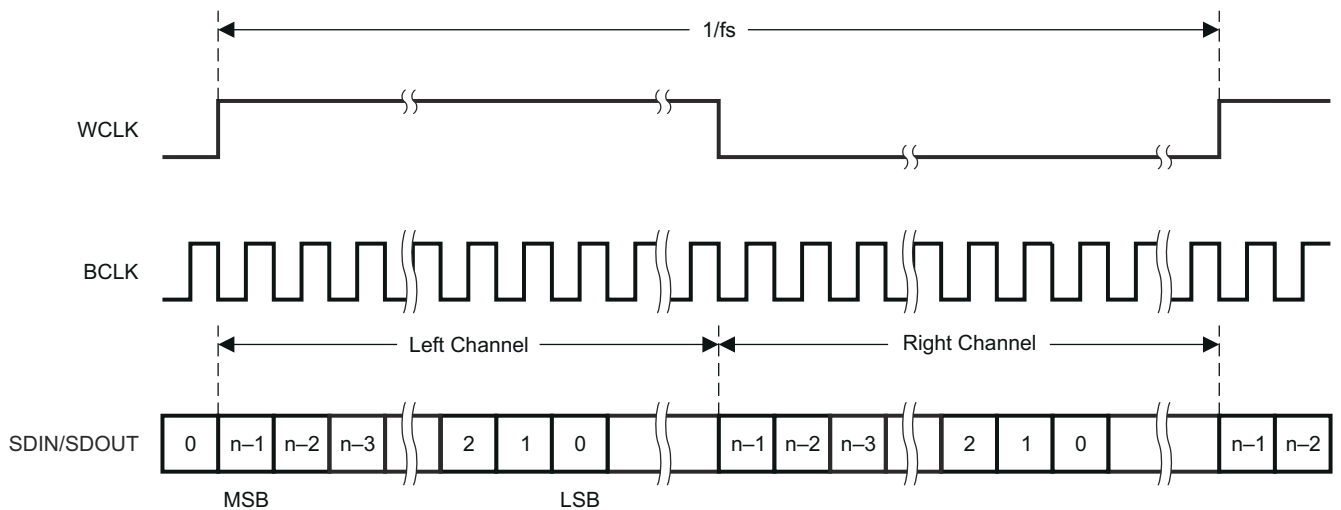 1/fs
WCLK
BCLK
Left Channel Right Channel
SDIN/SDOUT 0 n–1 n–2 n–3 2 1 0 n–1 n–2 n–3 2 1 0 n–1 n–2
MSB LSB